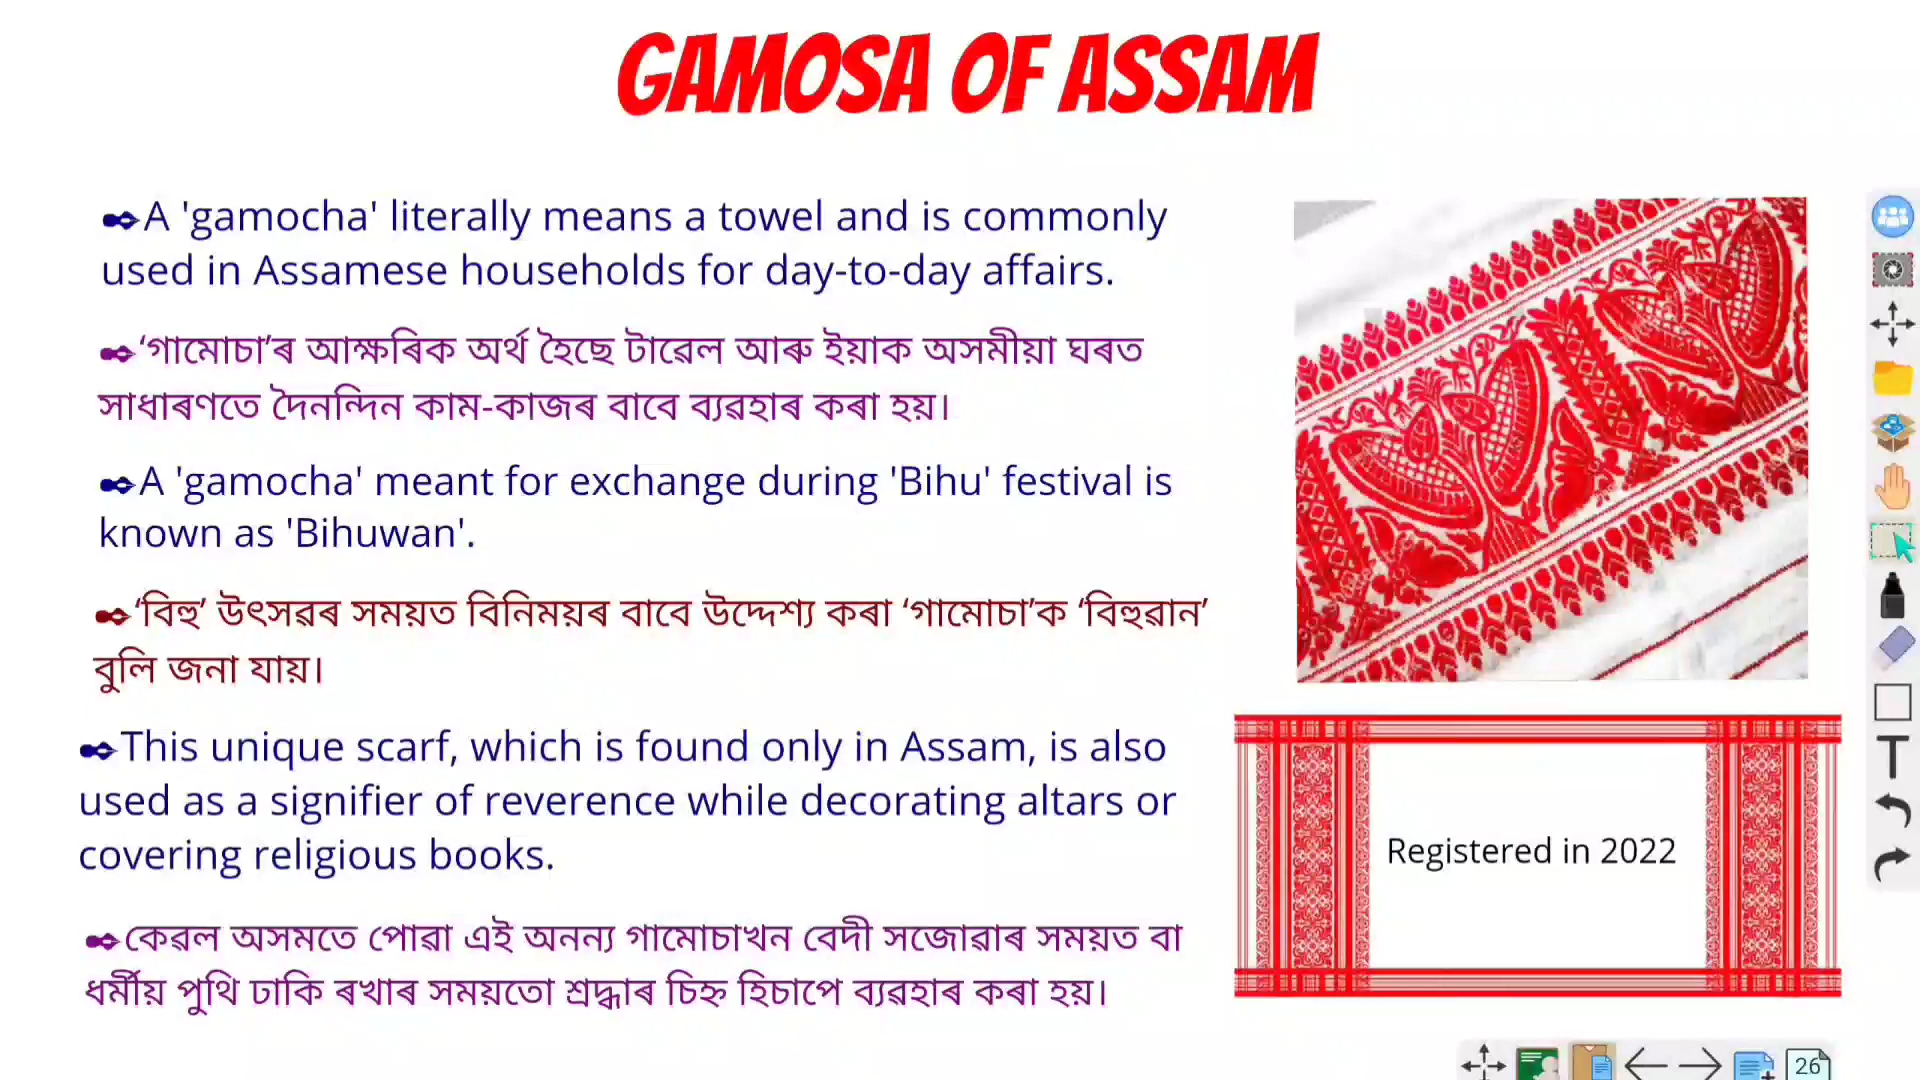 GAMOSA OF ASSAM
A 'gamocha' literally means a towel and is commonly
used in Assamese households for day-to-day affairs.
‘গামোচা’ৰ আক্ষৰিক অৰ্থ হৈছে টাৱেল আৰু ইয়াক অসমীয়া ঘৰত
সাধাৰণতে দৈনন্দিন কাম-কাজৰ বাবে ব্যৱহাৰ কৰা হয়।
A 'gamocha' meant for exchange during 'Bihu' festival is
known as 'Bihuwan'.
‘বিহু’ উৎসৱৰ সময়ত বিনিময়ৰ বাবে উদ্দেশ্য কৰা ‘গামোচা’ক ‘বিহুৱান’
বুলি জনা যায়।
This unique scarf, which is found only in Assam, is also
used as a signifier of reverence while decorating altars or
covering religious books.
কেৱল অসমতে পোৱা এই অনন্য গামোচাখন বেদী সজোৱাৰ সময়ত বা
ধৰ্মীয় পুথি ঢাকি ৰখাৰ সময়তো শ্ৰদ্ধাৰ চিহ্ন হিচাপে ব্যৱহাৰ কৰা হয়।
Registered in 2022
T
26